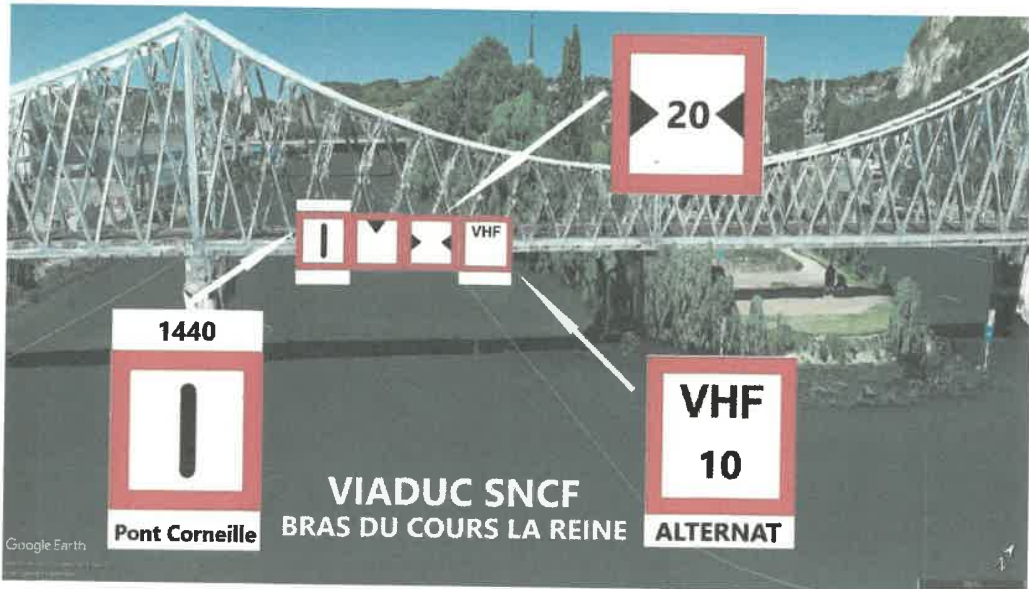 20
VHF
1440
VHF
10
VIADUC SNCF
BRAS DU COURS LA REINE
Pont Corneille
ALTERNAT
Google Earth